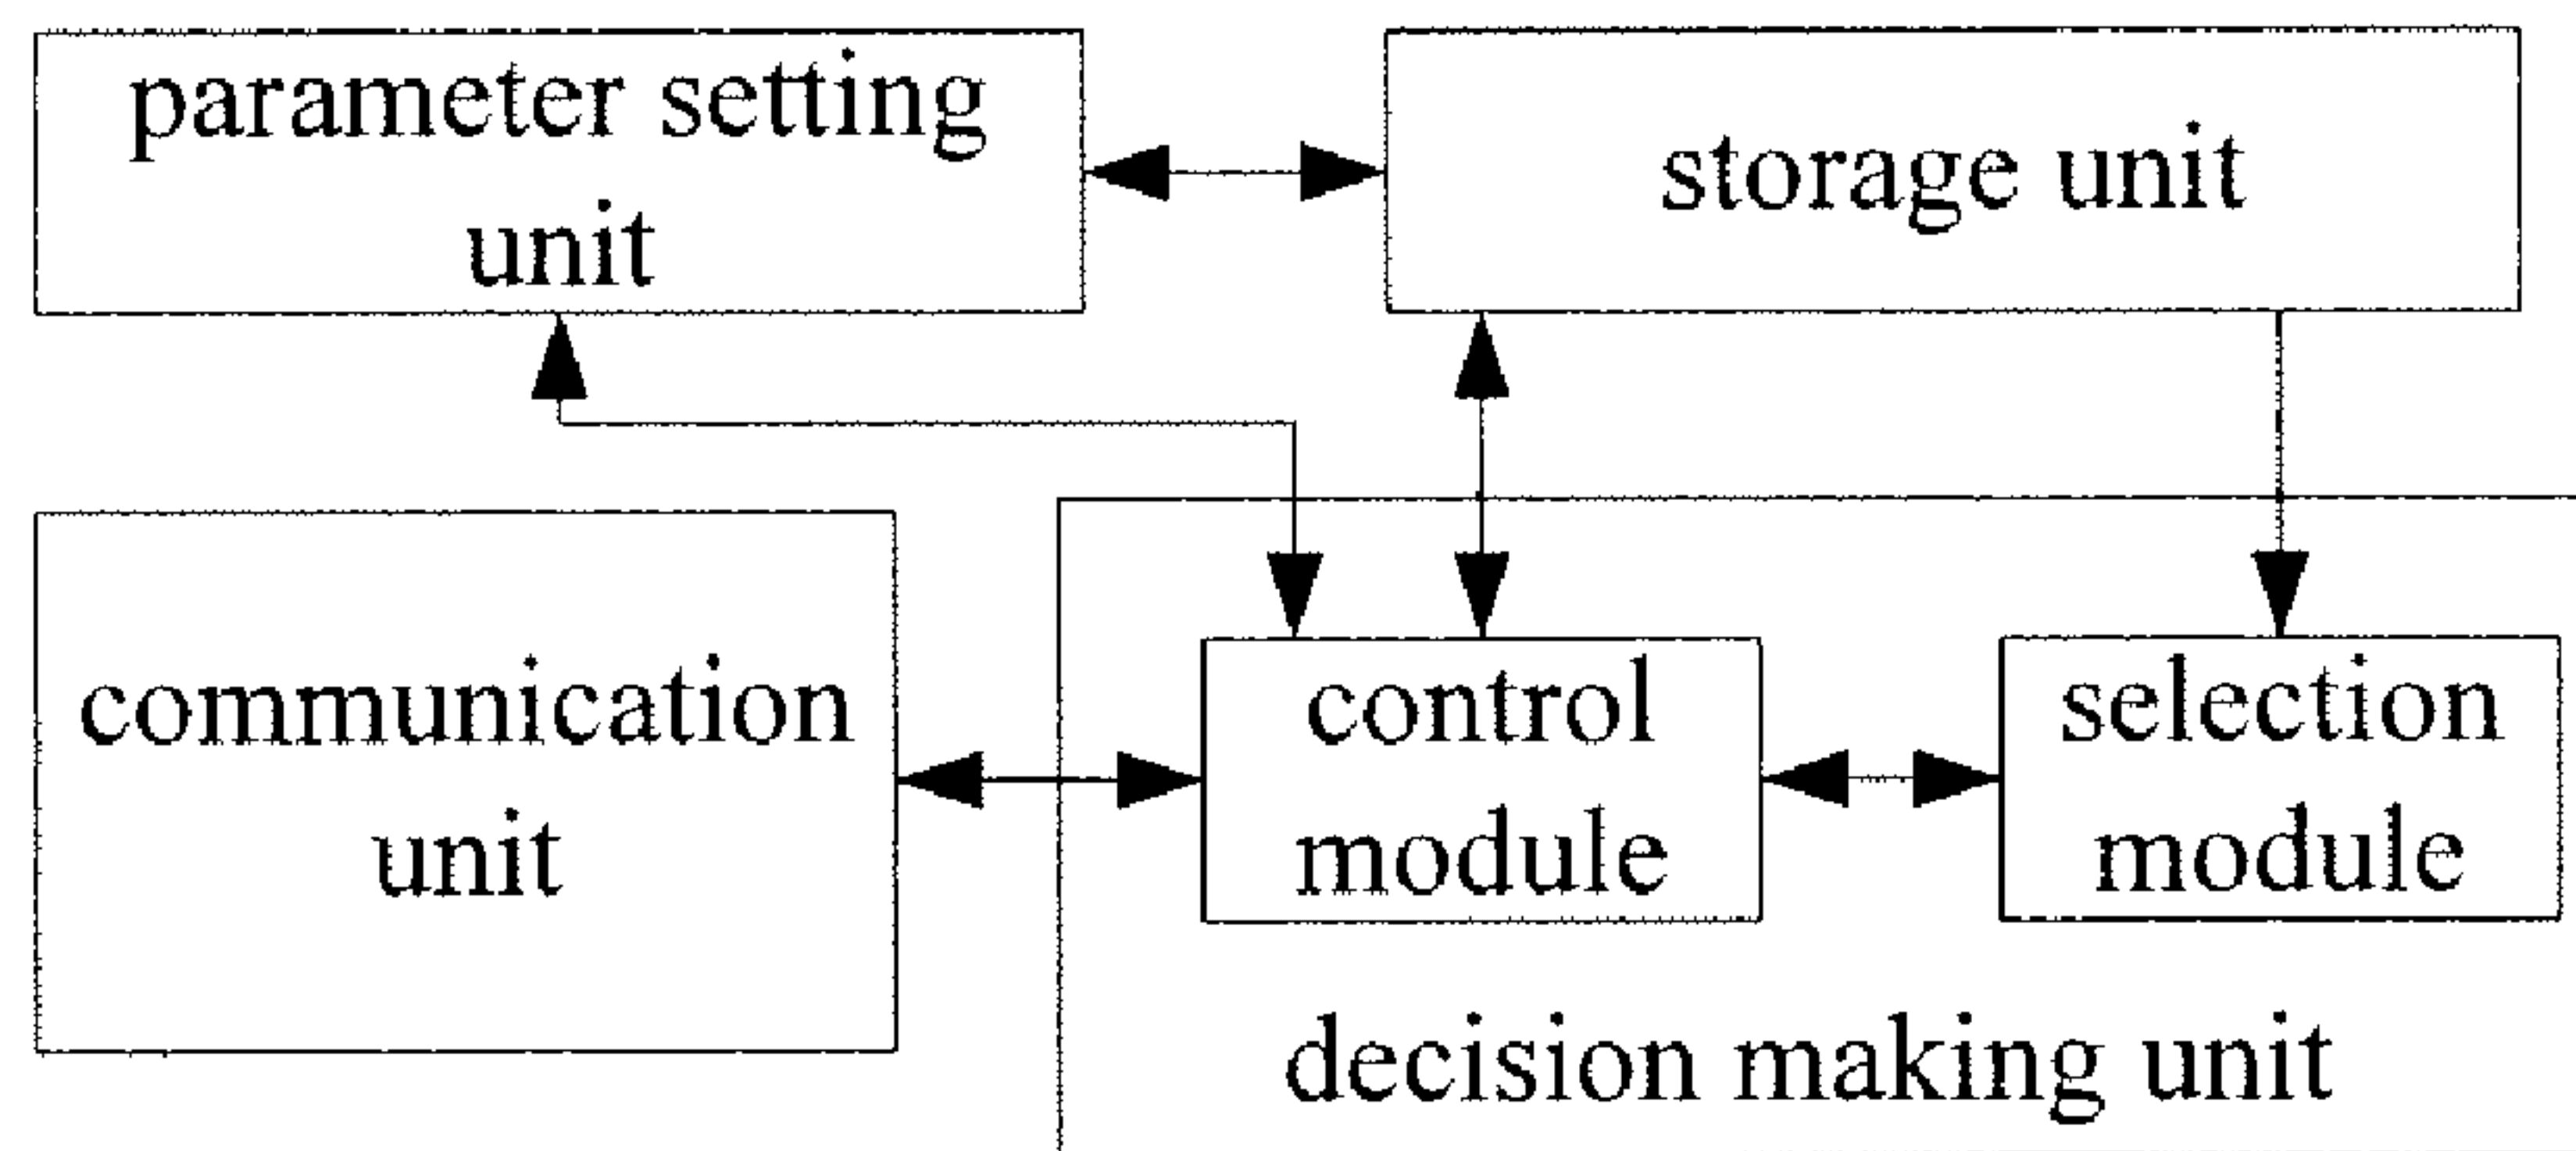 parameter setting
unit
storage unit
communication
unit
control
module
selection
module
decision making unit